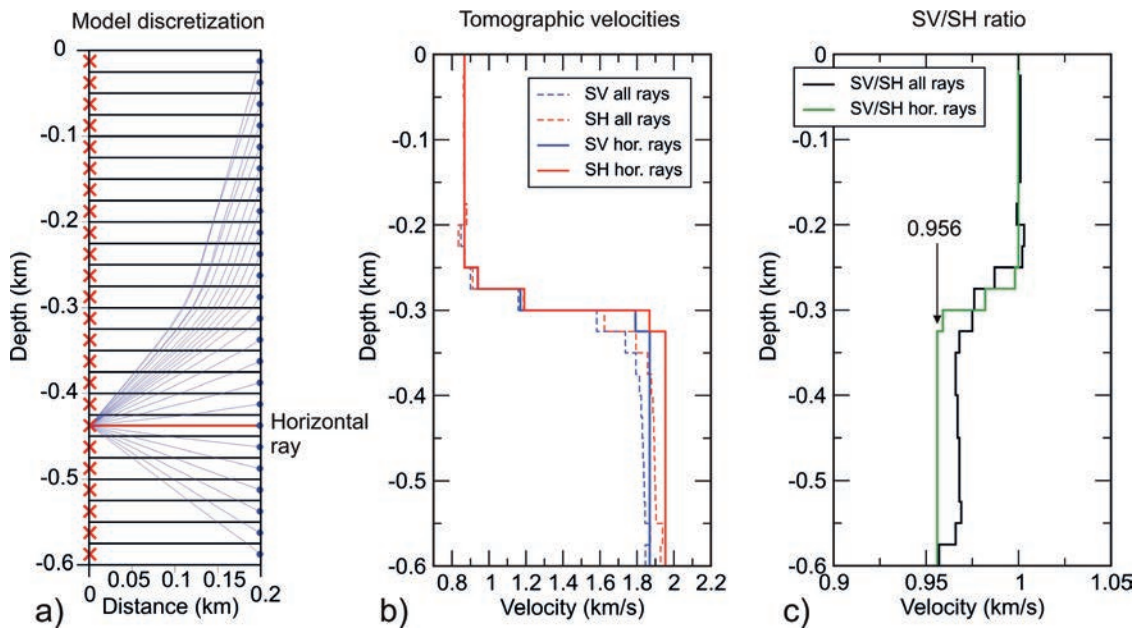 Model discretization
0
-0.1
-0.2
-0.3
-0.4
-0.5
-0.6
Depth (km)
0
0.05
0.1
0.15
0.2
Distance (km)
Horizontal
ray
a)
Tomographic velocities
0
-0.1
-0.2
-0.3
-0.4
-0.5
-0.6
Depth (km)
SV all rays
SH all rays
SV hor. rays
SH hor. rays
0.8
1
1.2
1.4
1.6
1.8
2
2.2
Velocity (km/s)
b)
SV/SH ratio
0
-0.1
-0.2
-0.3
-0.4
-0.5
-0.6
Depth (km)
SV/SH all rays
SV/SH hor. rays
0.956
0.9
0.95
1
1.05
Velocity (km/s)
c)